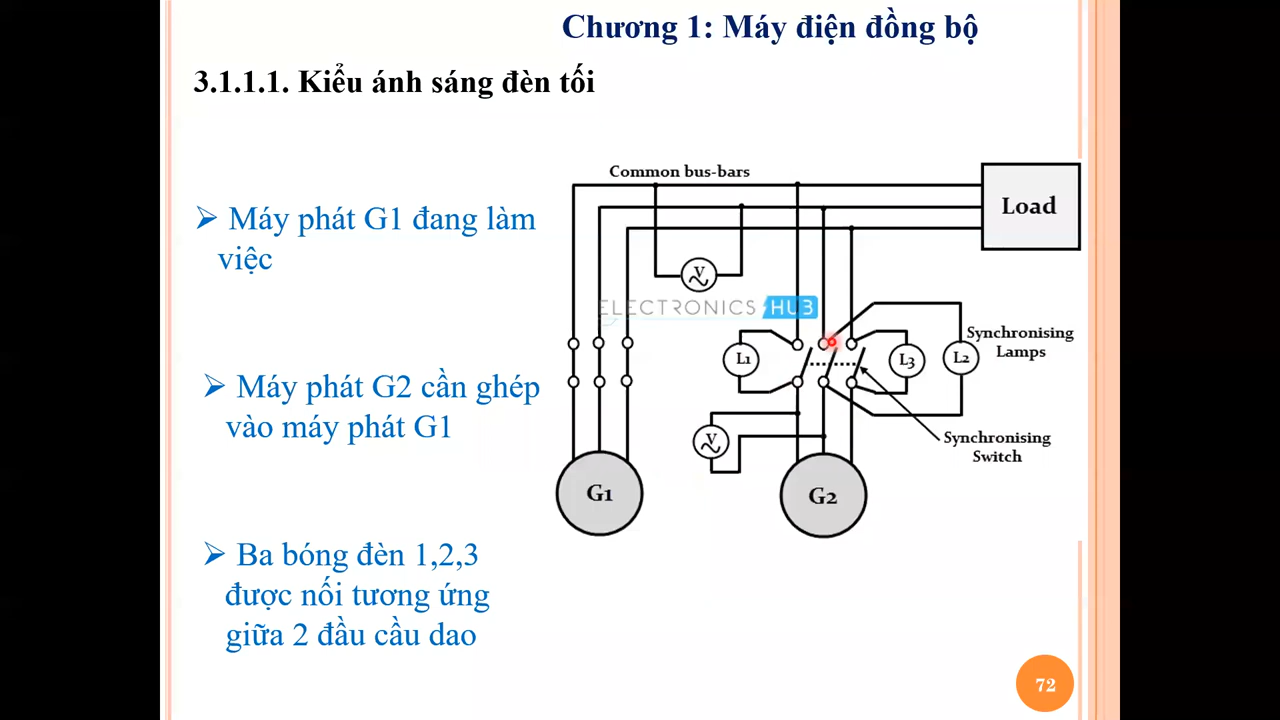 Chương 1: Máy điện đồng bộ
3.1.1.1. Kiểu ánh sáng đèn tối
➢ Máy phát G1 đang làm
việc
➢ Máy phát G2 cần ghép
vào máy phát G1
➢ Ba bóng đèn 1,2,3
được nối tương ứng
giữa 2 đầu cầu dao
Common bus-bars
Load
V
ELECTRONICS HUB
L1
L3
L2
Synchronising
Lamps
V
Synchronising
Switch
G1
G2
72